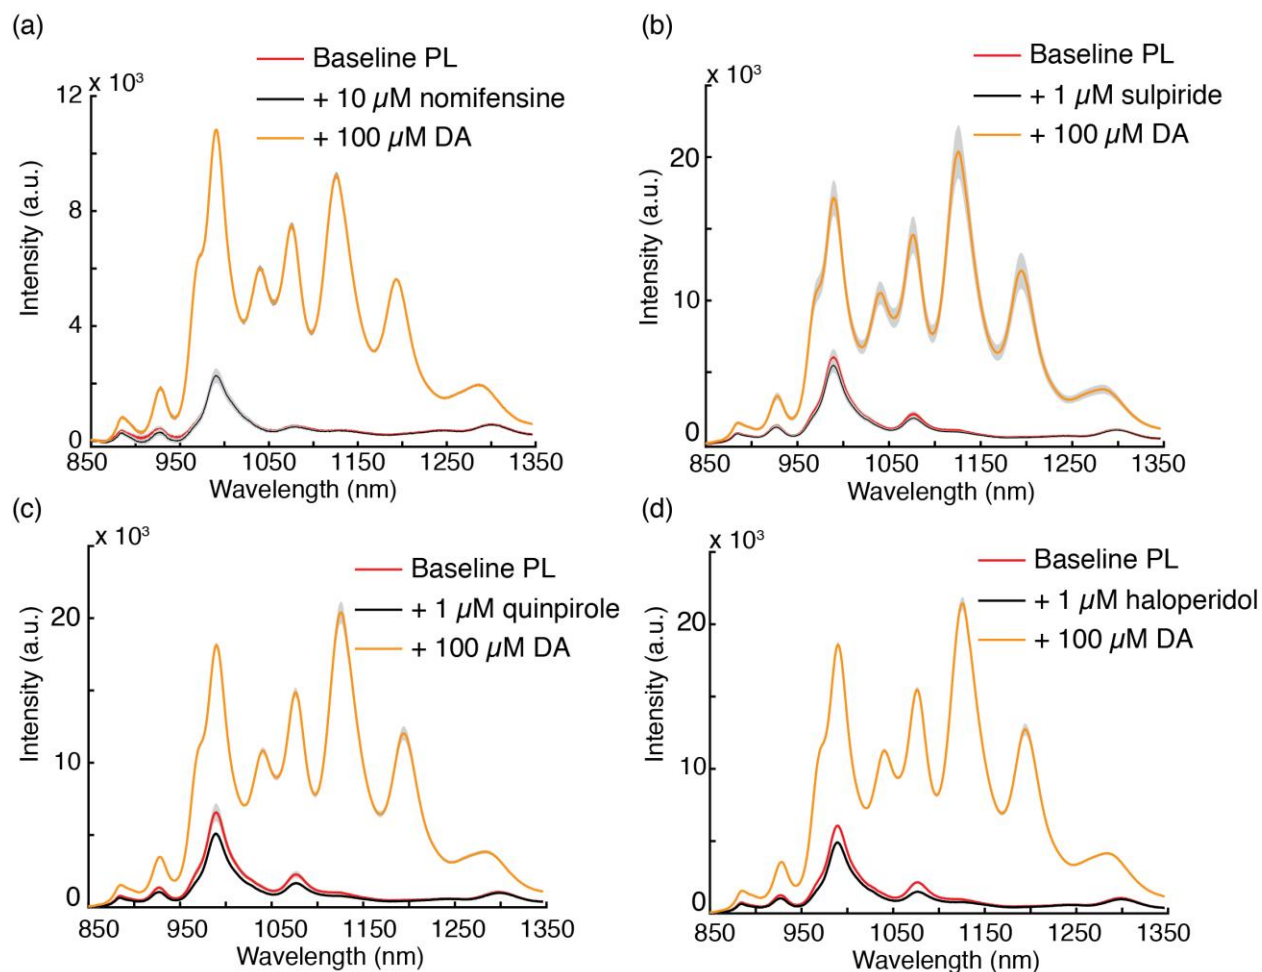 (a)
x 10³
Baseline PL
+ 10 µM nomifensine
+ 100 µM DA
12
8
4
0
Intensity (a.u.)
850 950 1050 1150 1250 1350
Wavelength (nm)
(b)
x 10³
Baseline PL
+ 1 µM sulpiride
+ 100 µM DA
20
10
0
Intensity (a.u.)
850 950 1050 1150 1250 1350
Wavelength (nm)
(c)
x 10³
Baseline PL
+ 1 µM quinpirole
+ 100 µM DA
20
10
0
Intensity (a.u.)
850 950 1050 1150 1250 1350
Wavelength (nm)
(d)
x 10³
Baseline PL
+ 1 µM haloperidol
+ 100 µM DA
20
10
0
Intensity (a.u.)
850 950 1050 1150 1250 1350
Wavelength (nm)